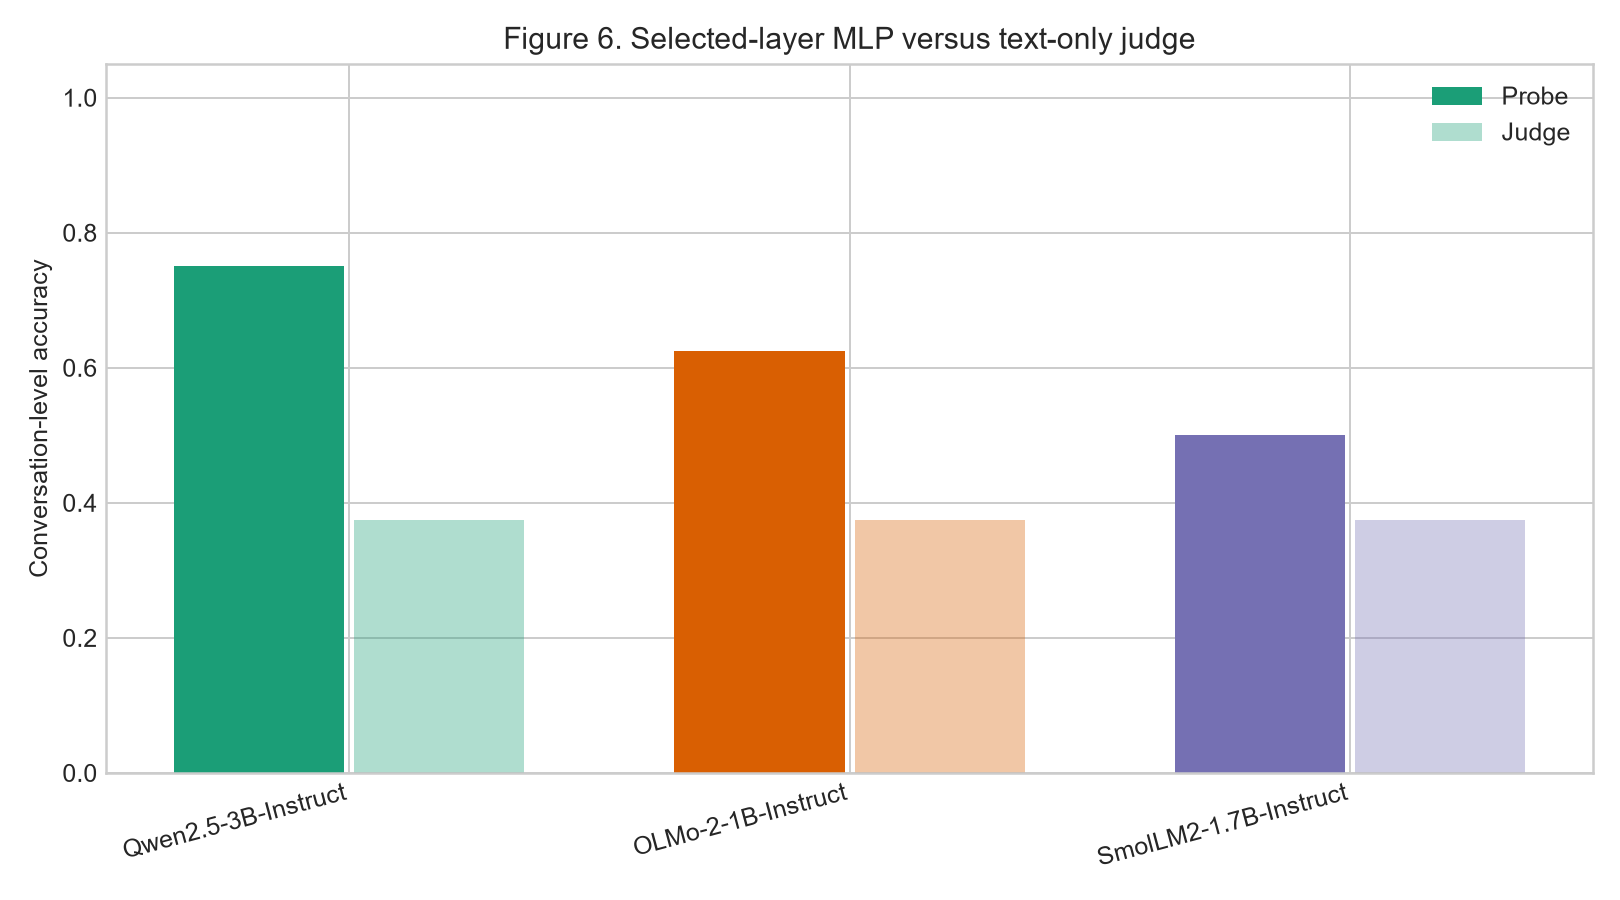 Figure 6. Selected-layer MLP versus text-only judge
Probe
Judge
Conversation-level accuracy
1.0
0.8
0.6
0.4
0.2
0.0
Qwen2.5-3B-Instruct
OLMo-2-1B-Instruct
SmolLM2-1.7B-Instruct